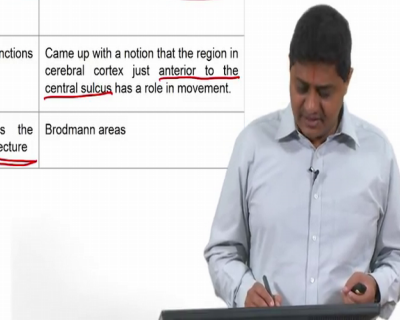 nctions
Came up with a notion that the region in
cerebral cortex just anterior to the
central sulcus has a role in movement.
s the
ecture
Brodmann areas